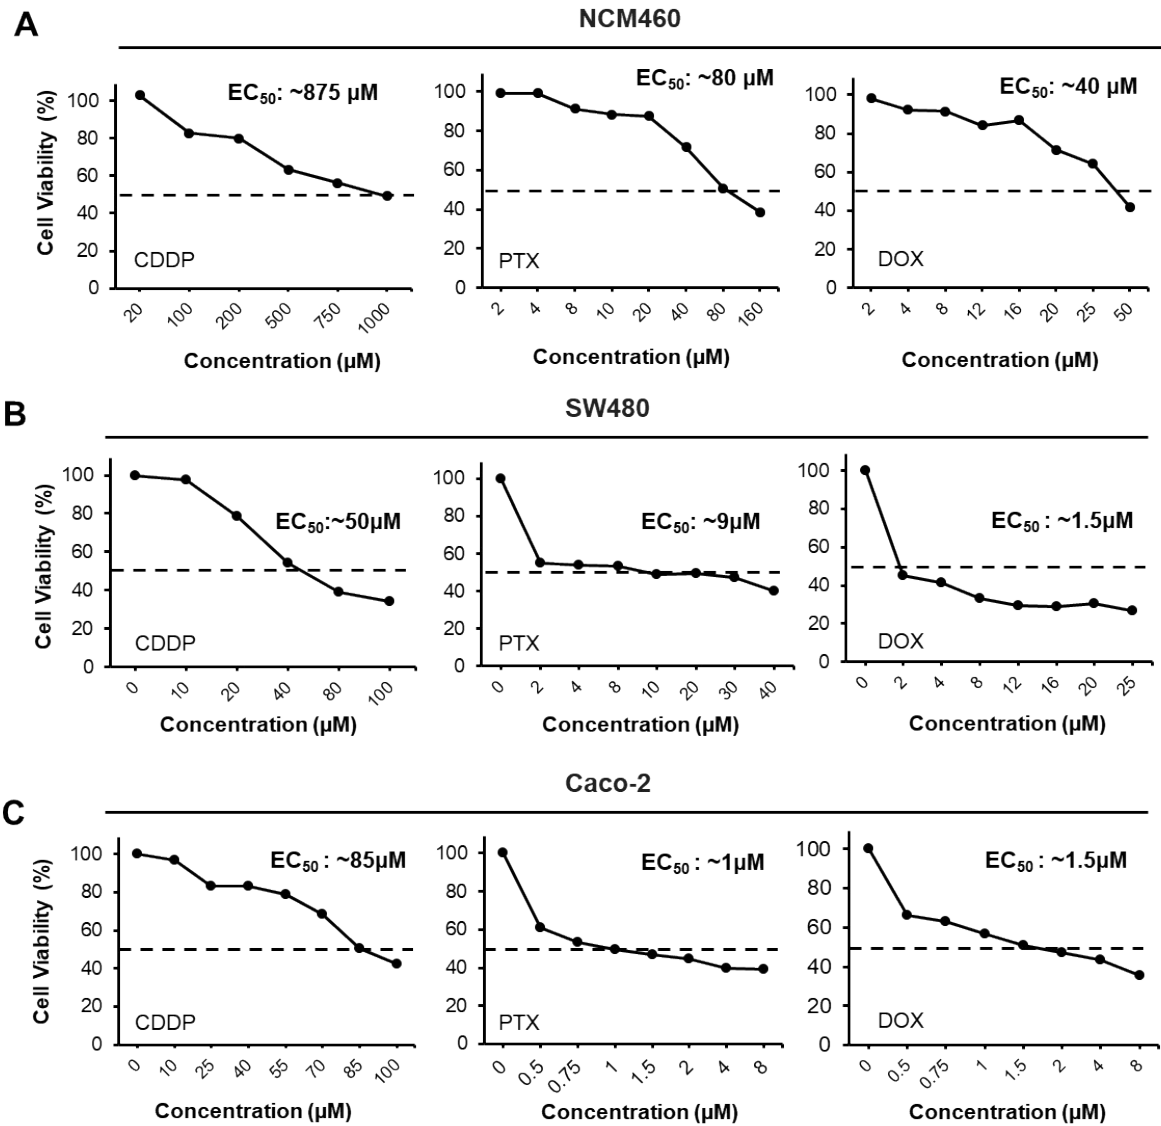 A
NCM460
EC50: ~875 µM
Cell Viability (%)
100
80
60
40
20
0
CDDP
20 100 200 500 750 1000
Concentration (µM)
EC50: ~80 µM
100
80
60
40
20
0
PTX
2 4 8 10 20 40 80 160
Concentration (µM)
EC50: ~40 µM
100
80
60
40
20
0
DOX
2 4 8 12 16 20 25 50
Concentration (µM)
B
SW480
EC50:~50µM
Cell Viability (%)
100
80
60
40
20
0
CDDP
0 10 20 40 80 100
Concentration (µM)
EC50: ~9µM
100
80
60
40
20
0
PTX
0 2 4 8 10 20 30 40
Concentration (µM)
EC50 : ~1.5µM
100
80
60
40
20
0
DOX
0 2 4 8 12 16 20 25
Concentration (µM)
C
Caco-2
EC50 : ~85µM
Cell Viability (%)
100
80
60
40
20
0
CDDP
0 10 25 40 55 70 85 100
Concentration (µM)
EC50 : ~1µM
100
80
60
40
20
0
PTX
0 0.5 0.75 1 1.5 2 4 8
Concentration (µM)
EC50 : ~1.5µM
100
80
60
40
20
0
DOX
0 0.5 0.75 1 1.5 2 4 8
Concentration (µM)